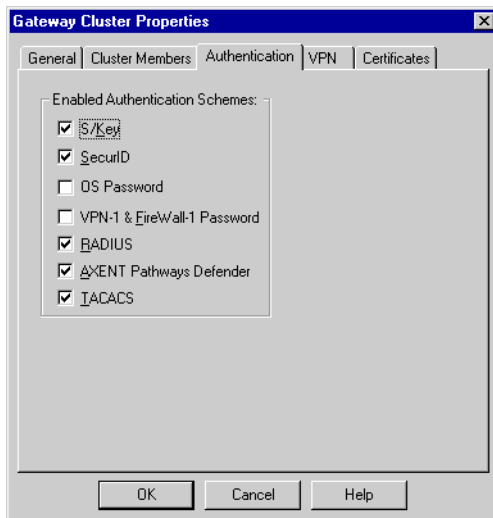 Gateway Cluster Properties
General Cluster Members Authentication VPN Certificates
Enabled Authentication Schemes:
S/Key
SecurID
OS Password
VPN-1 & FireWall-1 Password
RADIUS
AXENT Pathways Defender
TACACS
OK Cancel Help